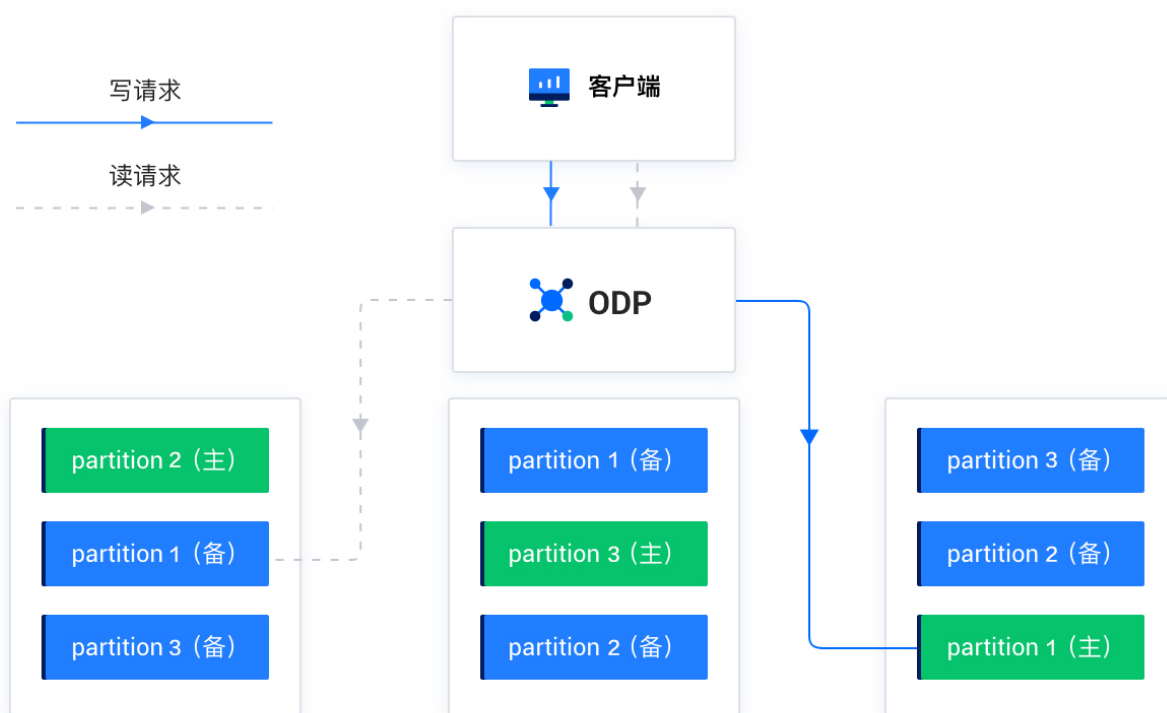 写请求
读请求
客户端
ODP
partition 2（主）
partition 1（备）
partition 3（备）
partition 1（备）
partition 3（主）
partition 2（备）
partition 3（备）
partition 2（备）
partition 1（主）